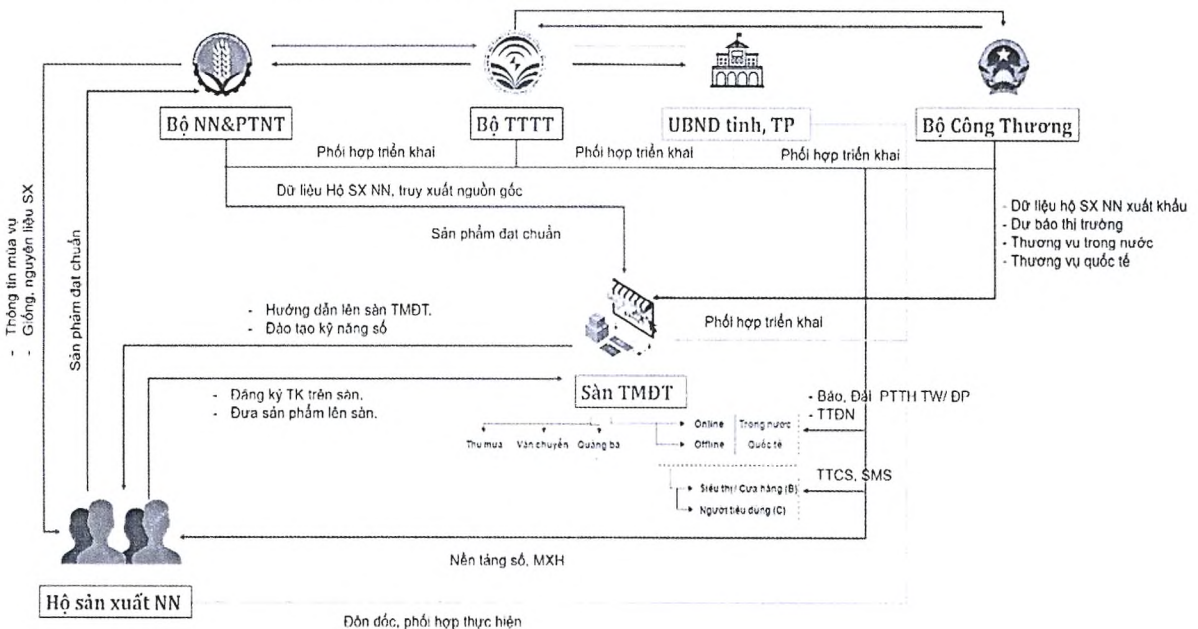 Bộ NN&PTNT
Bộ TTTT
UBND tỉnh, TP
Bộ Công Thương
Phối hợp triển khai
Phối hợp triển khai
Phối hợp triển khai
Dữ liệu Hộ SX NN, truy xuất nguồn gốc
Sản phẩm đạt chuẩn
- Dữ liệu hộ SX NN xuất khẩu
- Dự báo thị trường
- Thương vụ trong nước
- Thương vụ quốc tế
- Thông tin mùa vụ
- Giống, nguyên liệu SX
Sản phẩm đạt chuẩn
- Hướng dẫn lên sàn TMĐT.
- Đào tạo kỹ năng số
Phối hợp triển khai
- Đăng ký TK trên sàn.
- Đưa sản phẩm lên sàn.
Sàn TMĐT
- Báo, Đài PTTH TW/ ĐP
- TTĐN
Thu mua
Vận chuyển
Quảng bá
Online
Trong nước
Offline
Quốc tế
TTCS, SMS
Siêu thị / Cửa hàng (B)
Người tiêu dùng (C)
Nền tảng số, MXH
Hộ sản xuất NN
Đôn đốc, phối hợp thực hiện